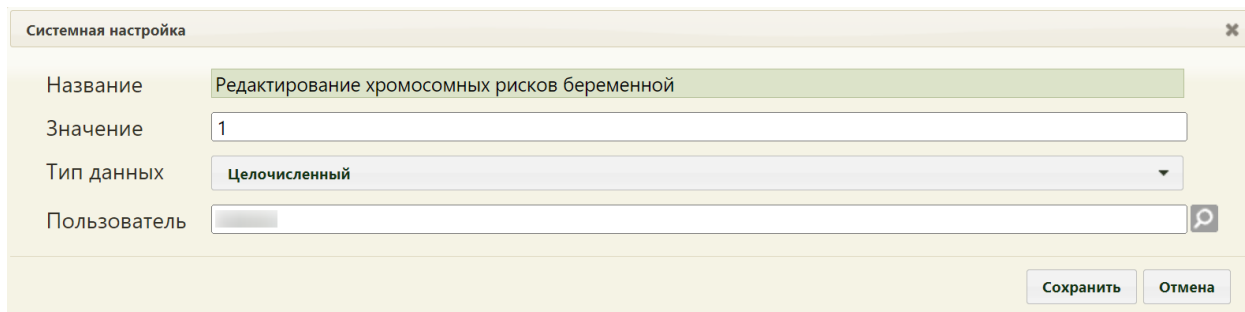 Системная настройка
Название Редактирование хромосомных рисков беременной
Значение 1
Тип данных Целочисленный
Пользователь
Сохранить Отмена